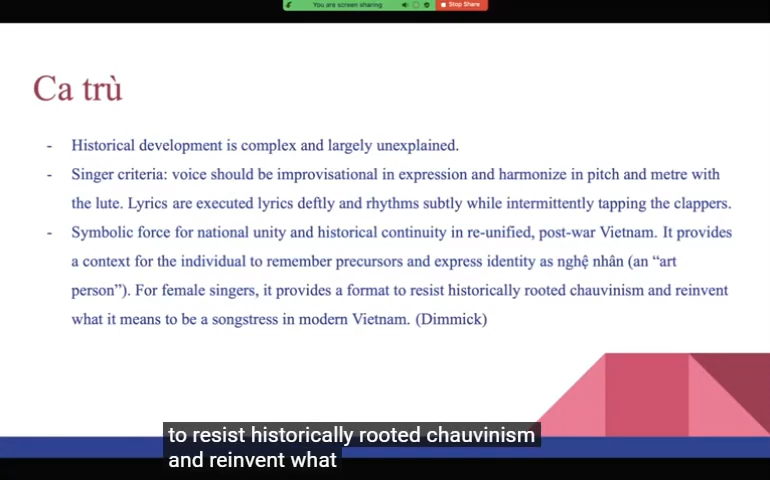 You are screen sharing
Stop Share
Ca trù
- Historical development is complex and largely unexplained.
- Singer criteria: voice should be improvisational in expression and harmonize in pitch and metre with
the lute. Lyrics are executed lyrics deftly and rhythms subtly while intermittently tapping the clappers.
- Symbolic force for national unity and historical continuity in re-unified, post-war Vietnam. It provides
a context for the individual to remember precursors and express identity as nghệ nhân (an “art
person”). For female singers, it provides a format to resist historically rooted chauvinism and reinvent
what it means to be a songstress in modern Vietnam. (Dimmick)
to resist historically rooted chauvinism
and reinvent what